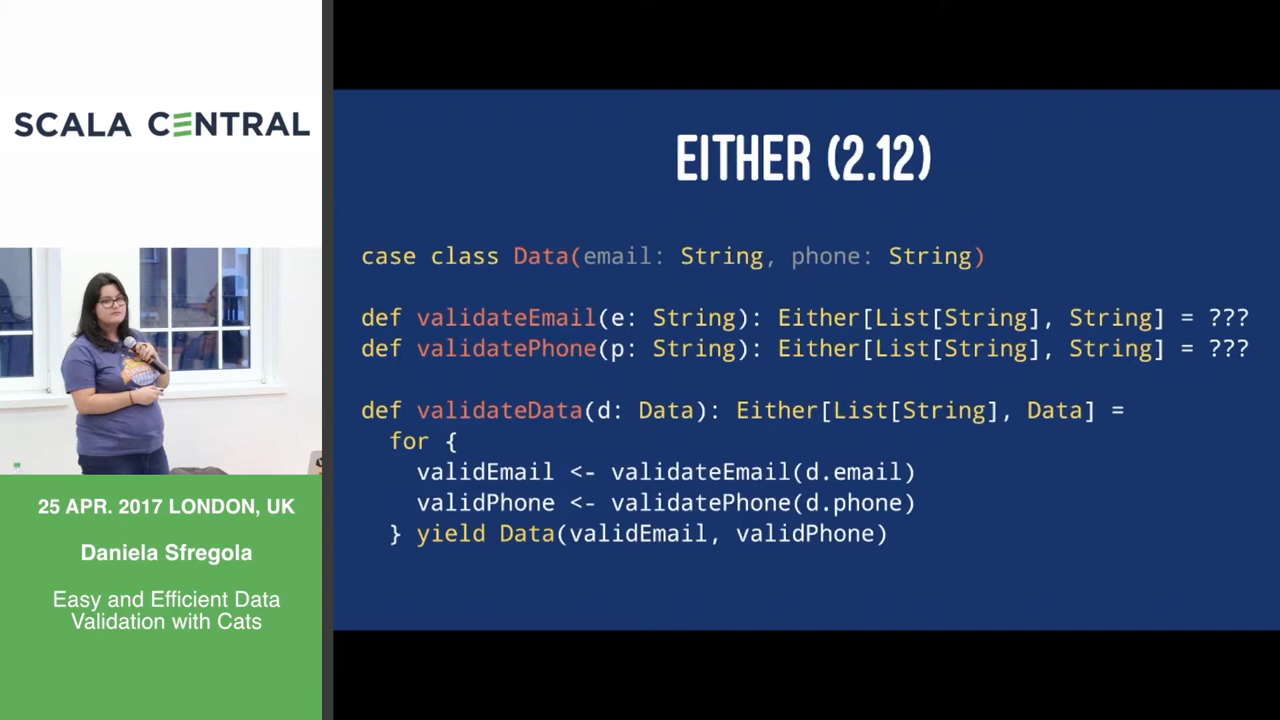 SCALA CENTRAL
25 APR. 2017 LONDON, UK
Daniela Sfregola
Easy and Efficient Data
Validation with Cats
EITHER (2.12)
case class Data(email: String, phone: String)
def validateEmail(e: String): Either[List[String], String] = ???
def validatePhone(p: String): Either[List[String], String] = ???
def validateData(d: Data): Either[List[String], Data] =
for {
validEmail <- validateEmail(d.email)
validPhone <- validatePhone(d.phone)
} yield Data(validEmail, validPhone)